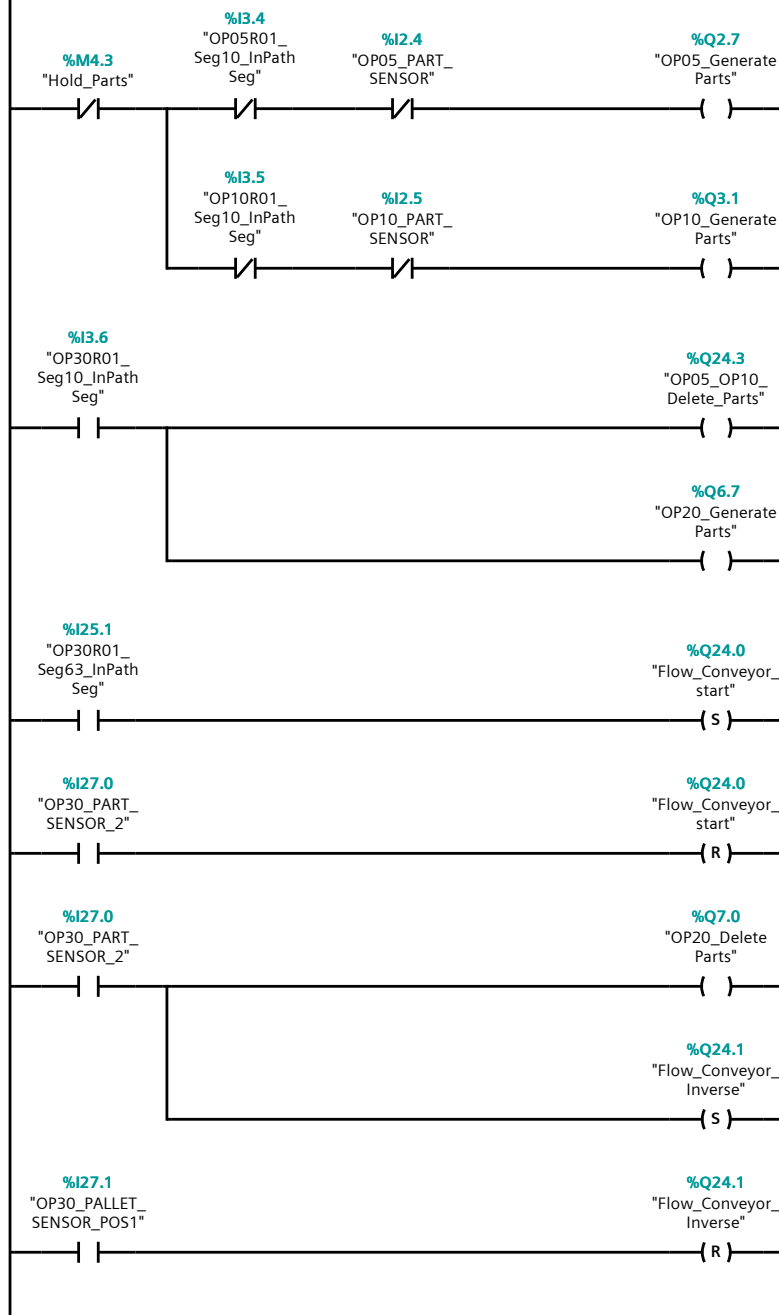 %M4.3
"Hold_Parts"
%I3.4
"OP05R01_
Seg10_InPath
Seg"
%I2.4
"OP05_PART_
SENSOR"
%Q2.7
"OP05_Generate
Parts"
%I3.5
"OP10R01_
Seg10_InPath
Seg"
%I2.5
"OP10_PART_
SENSOR"
%Q3.1
"OP10_Generate
Parts"
%I3.6
"OP30R01_
Seg10_InPath
Seg"
%Q24.3
"OP05_OP10_
Delete_Parts"
%Q6.7
"OP20_Generate
Parts"
%I25.1
"OP30R01_
Seg63_InPath
Seg"
%Q24.0
"Flow_Conveyor_
start"
S
%I27.0
"OP30_PART_
SENSOR_2"
%Q24.0
"Flow_Conveyor_
start"
R
%I27.0
"OP30_PART_
SENSOR_2"
%Q7.0
"OP20_Delete
Parts"
%Q24.1
"Flow_Conveyor_
Inverse"
S
%I27.1
"OP30_PALLET_
SENSOR_POS1"
%Q24.1
"Flow_Conveyor_
Inverse"
R